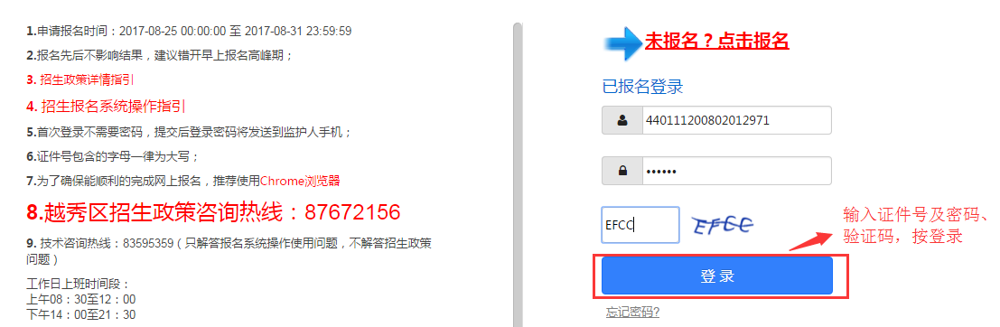 1.申请报名时间：2017-08-25 00:00:00 至 2017-08-31 23:59:59
2.报名先后不影响结果，建议错开早上报名高峰期；
3. 招生政策详情指引
4. 招生报名系统操作指引
5.首次登录不需要密码，提交后登录密码将发送到监护人手机；
6.证件号包含的字母一律为大写；
7.为了确保能顺利的完成网上报名，推荐使用Chrome浏览器
8.越秀区招生政策咨询热线：87672156
9. 技术咨询热线：83595359（只解答报名系统操作使用问题，不解答招生政策
问题）
工作日上班时间段：
上午08：30至12：00
下午14：00至21：30
未报名？点击报名
已报名登录
440111200802012971
••••••
EFCC
EFCC
输入证件号及密码、
验证码，按登录
登 录
忘记密码?